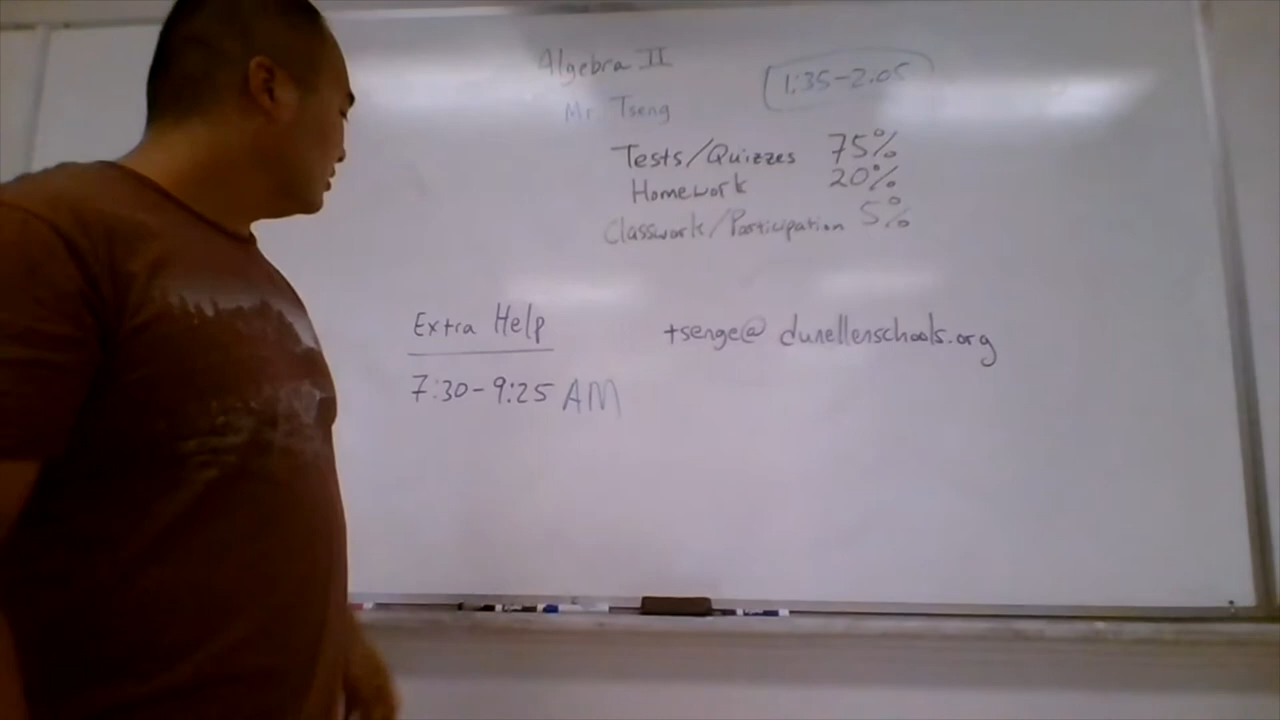 Algebra II
1:35-2:05
Mr Tseng
Tests/Quizzes 75%
Homework 20%
Classwork/Participation 5%
Extra Help
7:30-9:25 AM
tsenge@dunellenschools.org